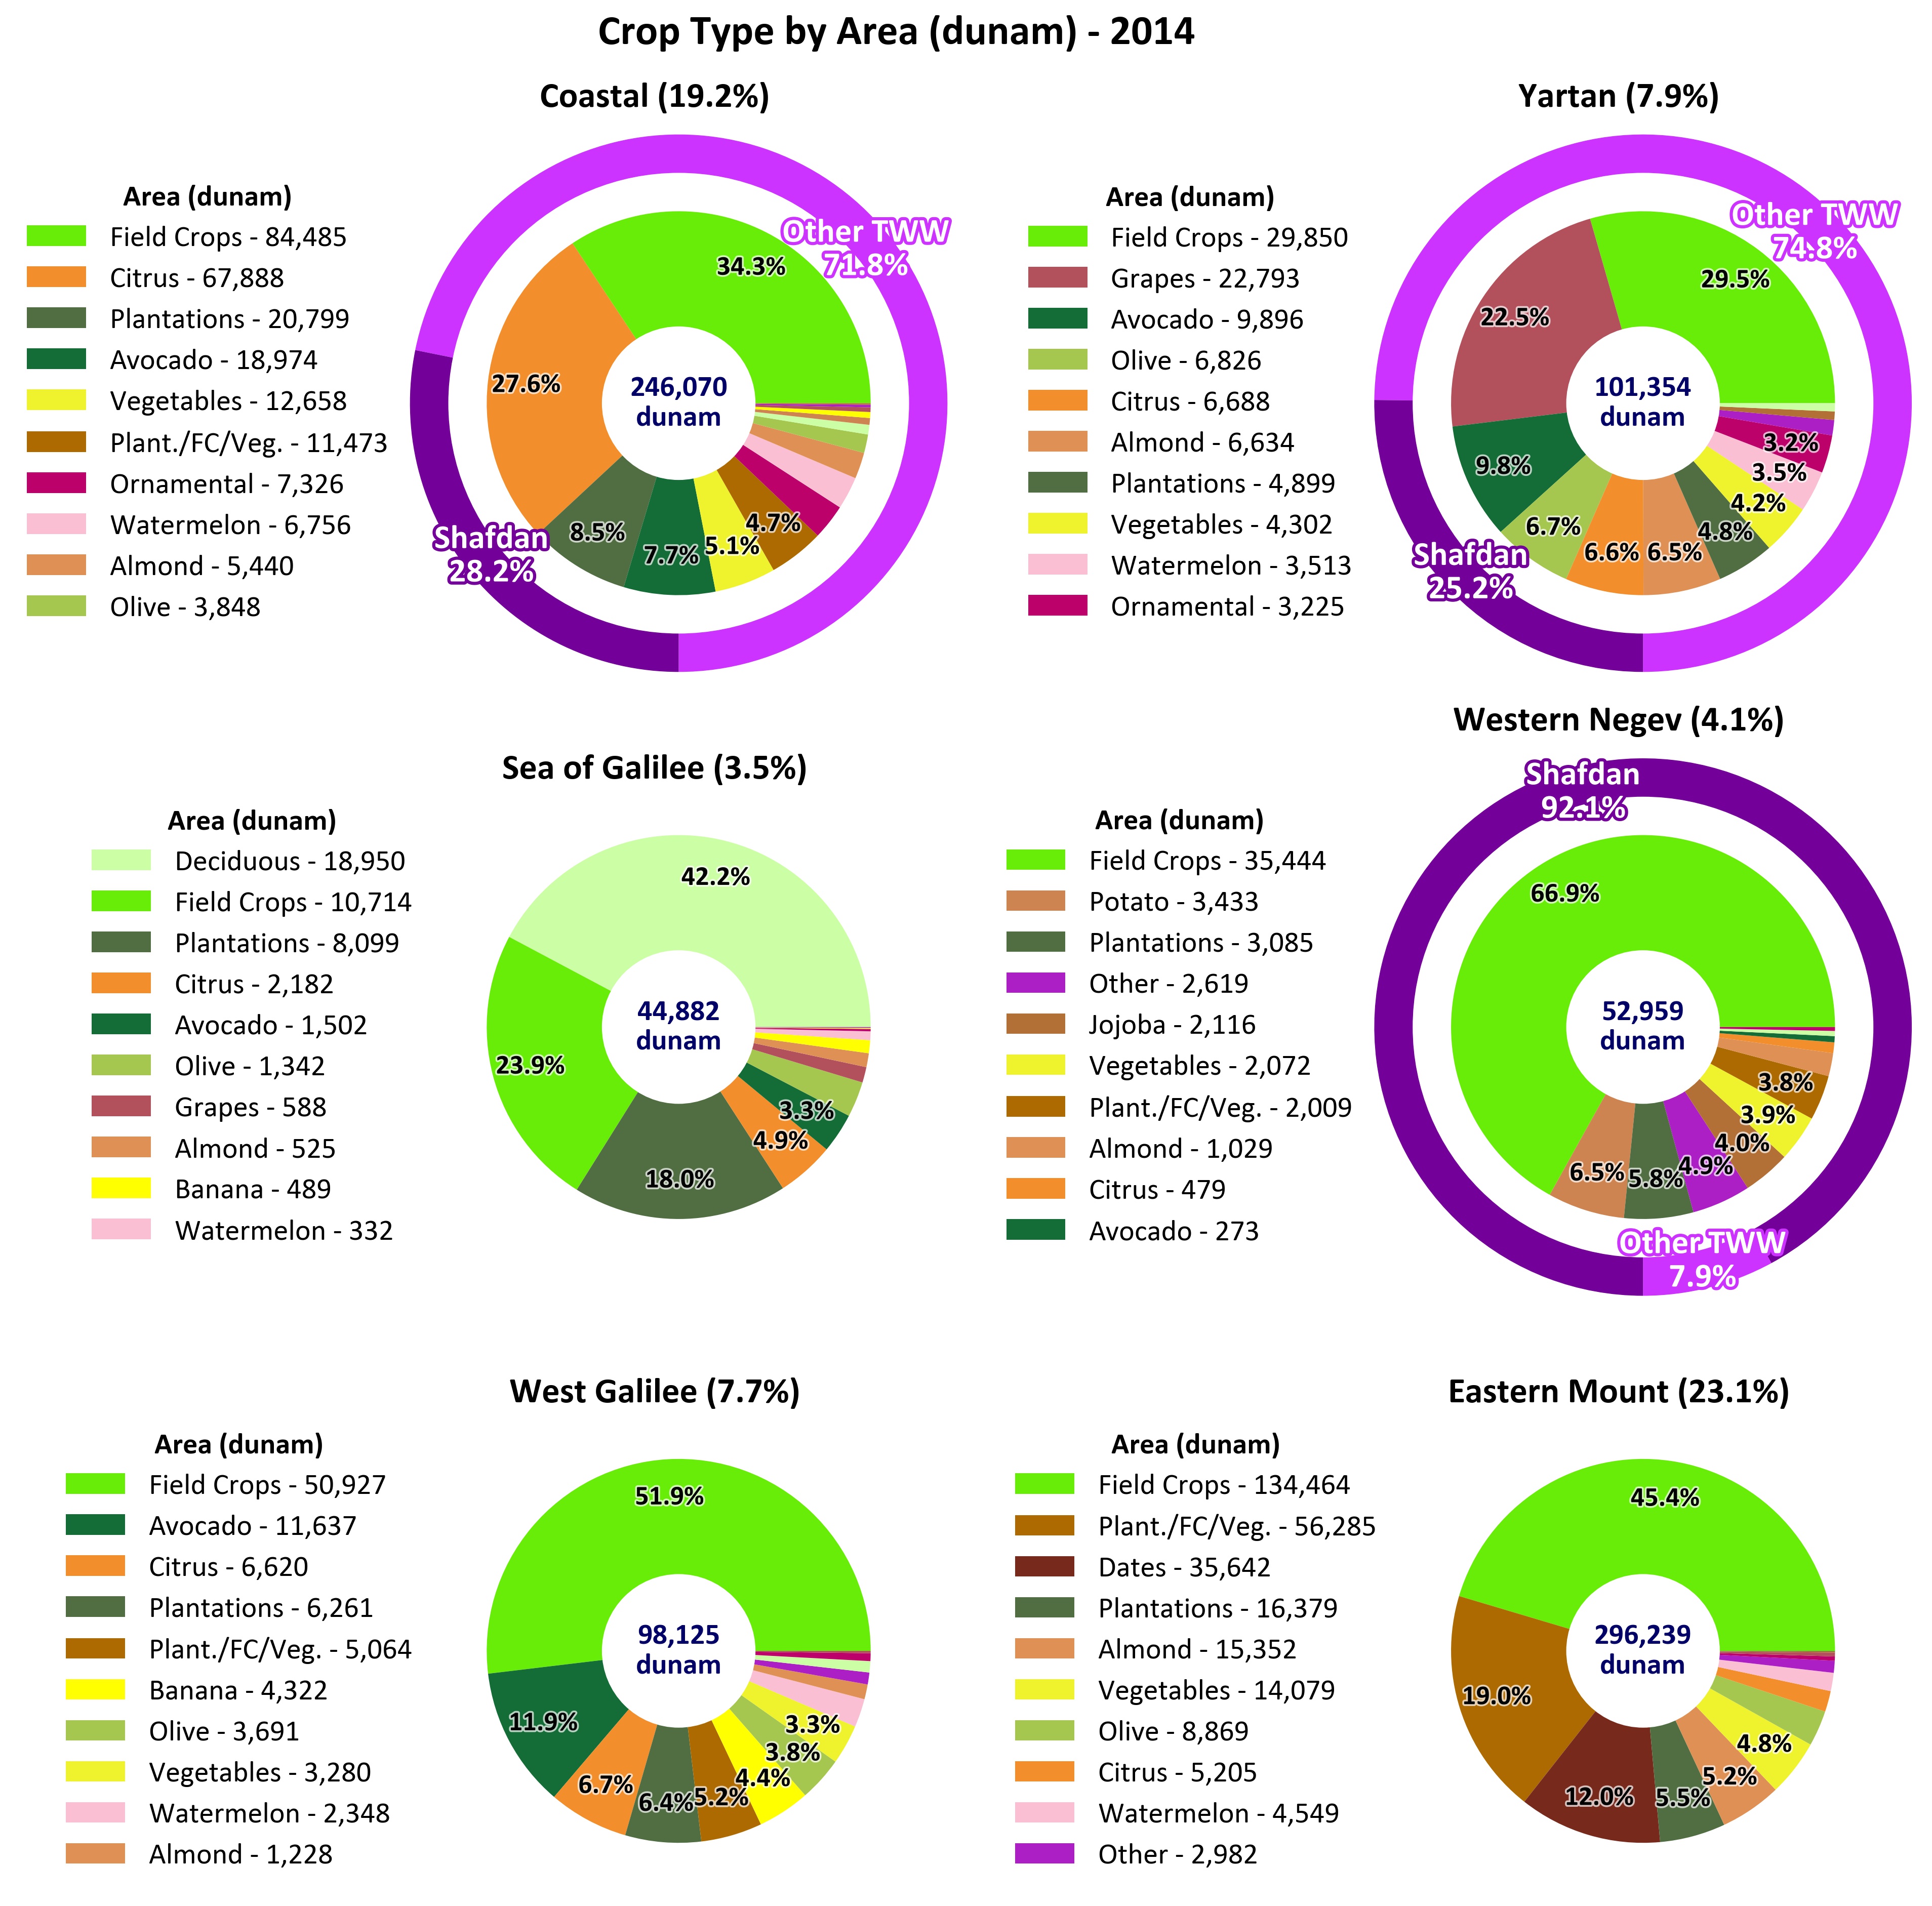 Crop Type by Area (dunam) - 2014
Coastal (19.2%)
Area (dunam)
Field Crops - 84,485
Citrus - 67,888
Plantations - 20,799
Avocado - 18,974
Vegetables - 12,658
Plant./FC/Veg. - 11,473
Ornamental - 7,326
Watermelon - 6,756
Almond - 5,440
Olive - 3,848
Other TWW
71.8%
34.3%
27.6%
246,070
dunam
8.5%
7.7%
5.1%
4.7%
Shafdan
28.2%
Yartan (7.9%)
Area (dunam)
Field Crops - 29,850
Grapes - 22,793
Avocado - 9,896
Olive - 6,826
Citrus - 6,688
Almond - 6,634
Plantations - 4,899
Vegetables - 4,302
Watermelon - 3,513
Ornamental - 3,225
Other TWW
74.8%
29.5%
22.5%
101,354
dunam
9.8%
6.7%
6.6%
6.5%
4.8%
4.2%
3.5%
3.2%
Shafdan
25.2%
Sea of Galilee (3.5%)
Area (dunam)
Deciduous - 18,950
Field Crops - 10,714
Plantations - 8,099
Citrus - 2,182
Avocado - 1,502
Olive - 1,342
Grapes - 588
Almond - 525
Banana - 489
Watermelon - 332
42.2%
44,882
dunam
23.9%
18.0%
4.9%
3.3%
Western Negev (4.1%)
Area (dunam)
Field Crops - 35,444
Potato - 3,433
Plantations - 3,085
Other - 2,619
Jojoba - 2,116
Vegetables - 2,072
Plant./FC/Veg. - 2,009
Almond - 1,029
Citrus - 479
Avocado - 273
Shafdan
92.1%
66.9%
52,959
dunam
6.5%
5.8%
4.9%
4.0%
3.9%
3.8%
Other TWW
7.9%
West Galilee (7.7%)
Area (dunam)
Field Crops - 50,927
Avocado - 11,637
Citrus - 6,620
Plantations - 6,261
Plant./FC/Veg. - 5,064
Banana - 4,322
Olive - 3,691
Vegetables - 3,280
Watermelon - 2,348
Almond - 1,228
51.9%
98,125
dunam
11.9%
6.7%
6.4%
5.2%
4.4%
3.8%
3.3%
Eastern Mount (23.1%)
Area (dunam)
Field Crops - 134,464
Plant./FC/Veg. - 56,285
Dates - 35,642
Plantations - 16,379
Almond - 15,352
Vegetables - 14,079
Olive - 8,869
Citrus - 5,205
Watermelon - 4,549
Other - 2,982
45.4%
296,239
dunam
19.0%
12.0%
5.5%
5.2%
4.8%